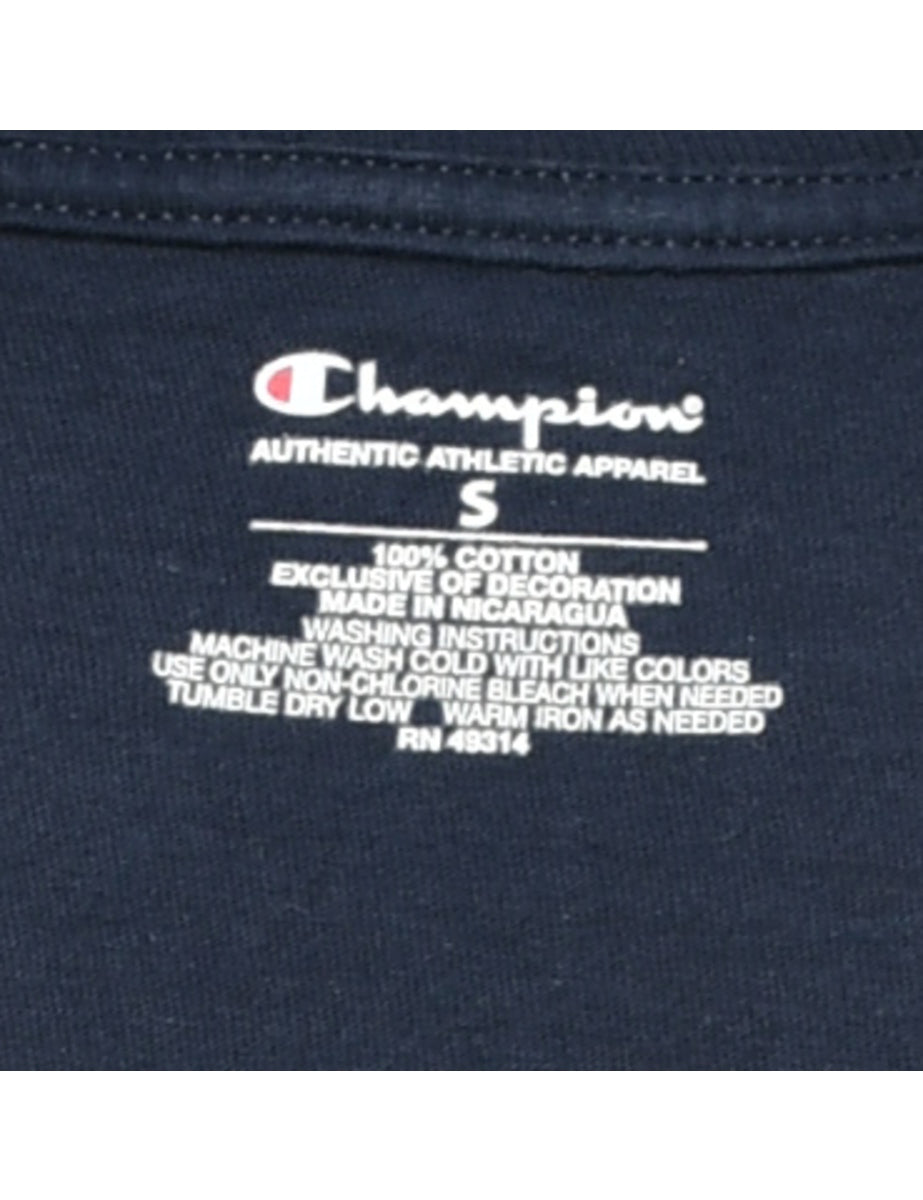 Champion
AUTHENTIC ATHLETIC APPAREL
S
100% COTTON
EXCLUSIVE OF DECORATION
MADE IN NICARAGUA
WASHING INSTRUCTIONS
MACHINE WASH COLD WITH LIKE COLORS
USE ONLY NON-CHLORINE BLEACH WHEN NEEDED
TUMBLE DRY LOW WARM IRON AS NEEDED
RN 49314